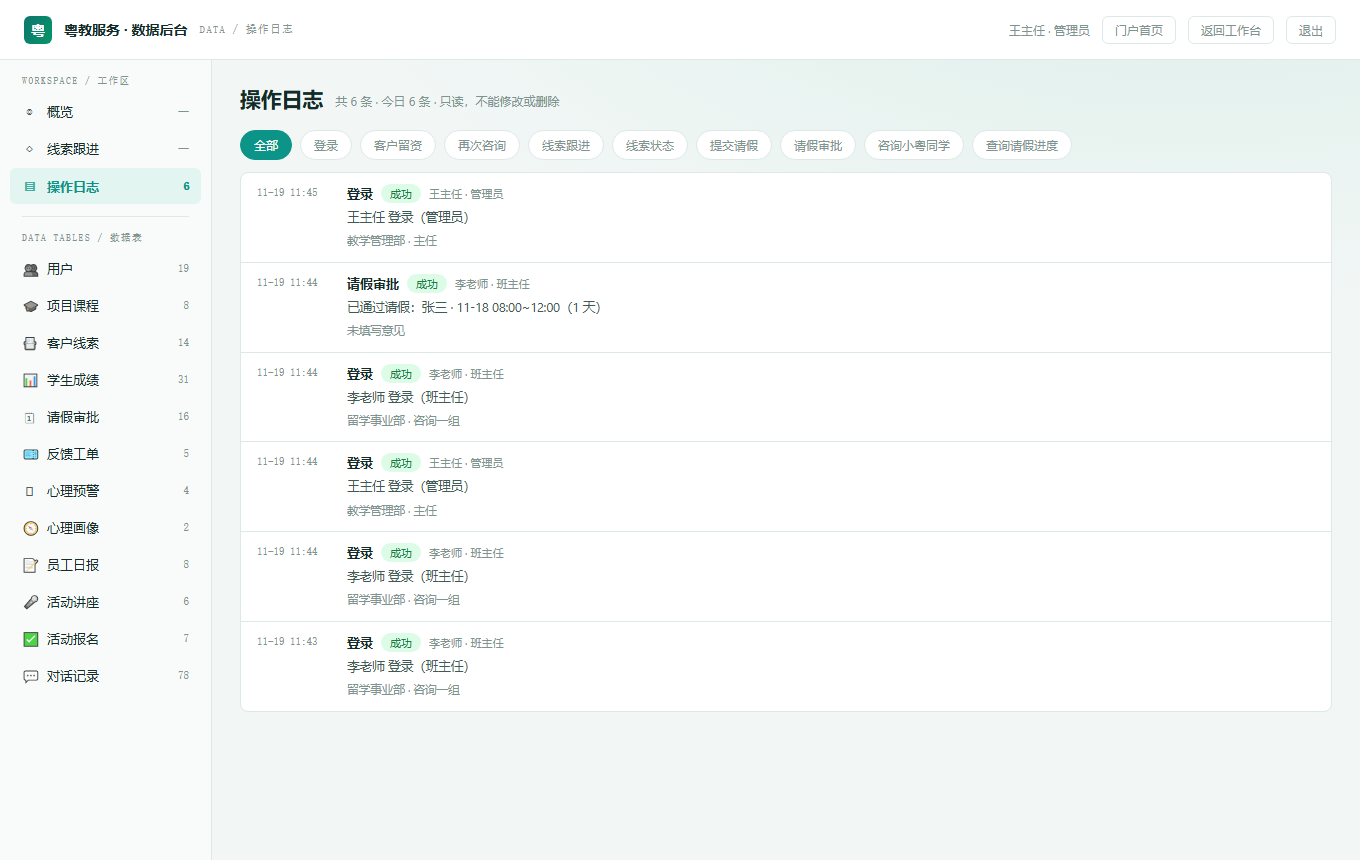 粤 粤教服务 · 数据后台 DATA / 操作日志 王主任 · 管理员 门户首页 返回工作台 退出
WORKSPACE / 工作区
概览 —
线索跟进 —
操作日志 6
DATA TABLES / 数据表
用户 19
项目课程 8
客户线索 14
学生成绩 31
请假审批 16
反馈工单 5
心理预警 4
心理画像 2
员工日报 8
活动讲座 6
活动报名 7
对话记录 78
操作日志 共 6 条 · 今日 6 条 · 只读，不能修改或删除
全部 登录 客户留资 再次咨询 线索跟进 线索状态 提交请假 请假审批 咨询小粤同学 查询请假进度
11-19 11:45 登录 成功 王主任 · 管理员
王主任 登录（管理员）
教学管理部 · 主任
11-19 11:44 请假审批 成功 李老师 · 班主任
已通过请假：张三 · 11-18 08:00~12:00（1 天）
未填写意见
11-19 11:44 登录 成功 李老师 · 班主任
李老师 登录（班主任）
留学事业部 · 咨询一组
11-19 11:44 登录 成功 王主任 · 管理员
王主任 登录（管理员）
教学管理部 · 主任
11-19 11:44 登录 成功 李老师 · 班主任
李老师 登录（班主任）
留学事业部 · 咨询一组
11-19 11:43 登录 成功 李老师 · 班主任
李老师 登录（班主任）
留学事业部 · 咨询一组